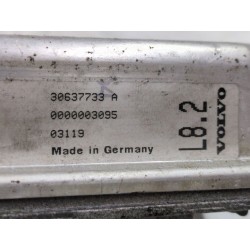 30637733 A
0000003095
03119
Made in Germany
L8.2
VOLVO